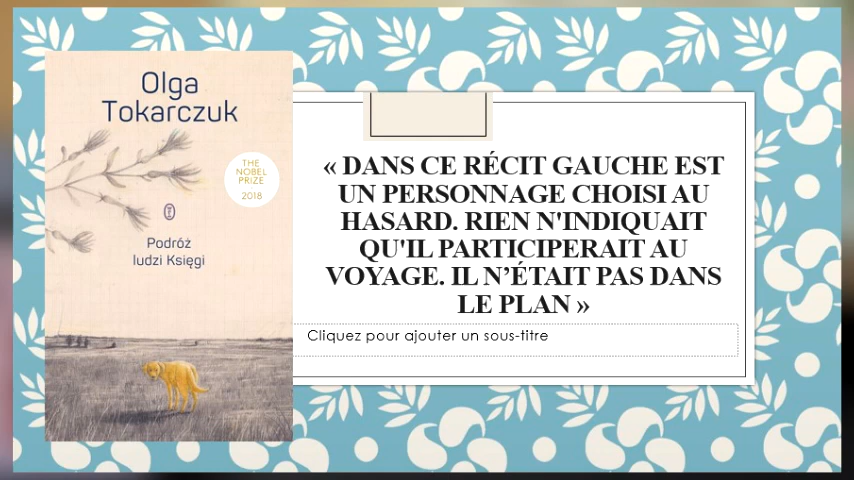 Olga
Tokarczuk
THE
NOBEL
PRIZE
2018
Podróż
ludzi Księgi
« DANS CE RÉCIT GAUCHE EST
UN PERSONNAGE CHOISI AU
HASARD. RIEN N'INDIQUAIT
QU'IL PARTICIPERAIT AU
VOYAGE. IL N’ÉTAIT PAS DANS
LE PLAN »
Cliquez pour ajouter un sous-titre